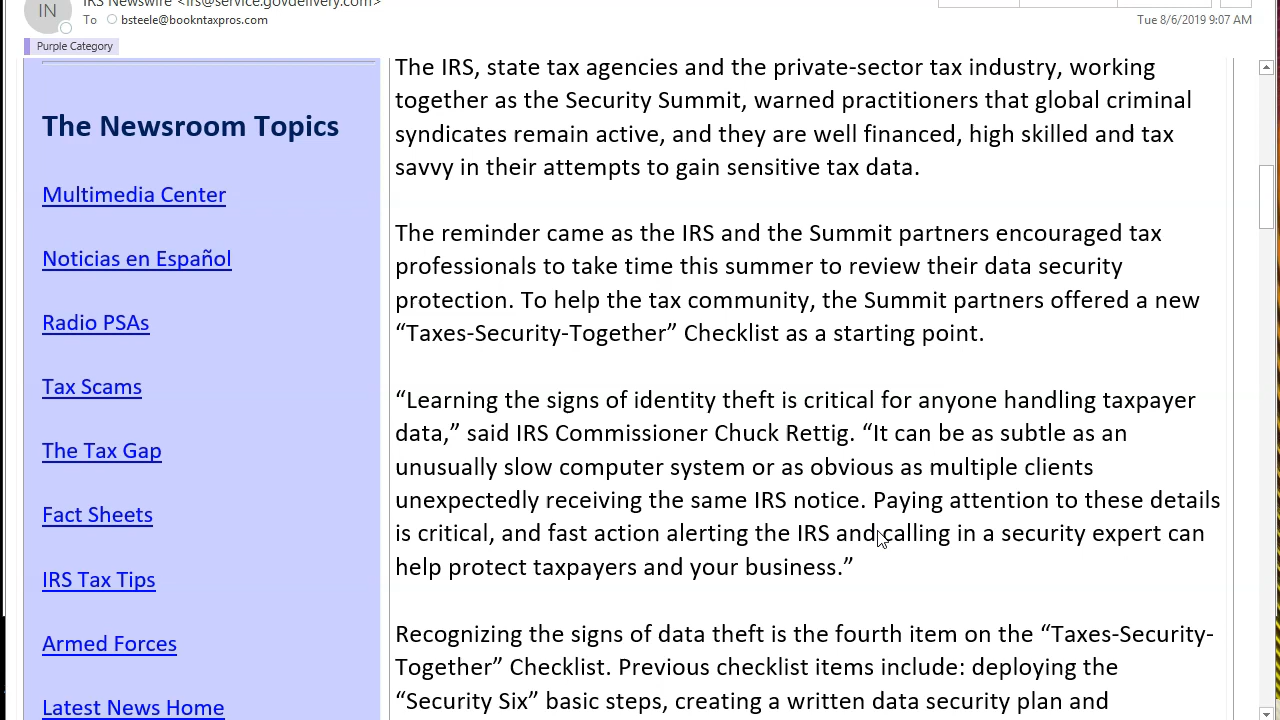 IN
IRS Newswire <irs@service.govdelivery.com>
To bsteele@bookntaxpros.com
Tue 8/6/2019 9:07 AM
Purple Category
The Newsroom Topics
Multimedia Center
Noticias en Español
Radio PSAs
Tax Scams
The Tax Gap
Fact Sheets
IRS Tax Tips
Armed Forces
Latest News Home
The IRS, state tax agencies and the private-sector tax industry, working
together as the Security Summit, warned practitioners that global criminal
syndicates remain active, and they are well financed, high skilled and tax
savvy in their attempts to gain sensitive tax data.
The reminder came as the IRS and the Summit partners encouraged tax
professionals to take time this summer to review their data security
protection. To help the tax community, the Summit partners offered a new
“Taxes-Security-Together” Checklist as a starting point.
“Learning the signs of identity theft is critical for anyone handling taxpayer
data,” said IRS Commissioner Chuck Rettig. “It can be as subtle as an
unusually slow computer system or as obvious as multiple clients
unexpectedly receiving the same IRS notice. Paying attention to these details
is critical, and fast action alerting the IRS and calling in a security expert can
help protect taxpayers and your business.”
Recognizing the signs of data theft is the fourth item on the “Taxes-Security-
Together” Checklist. Previous checklist items include: deploying the
“Security Six” basic steps, creating a written data security plan and